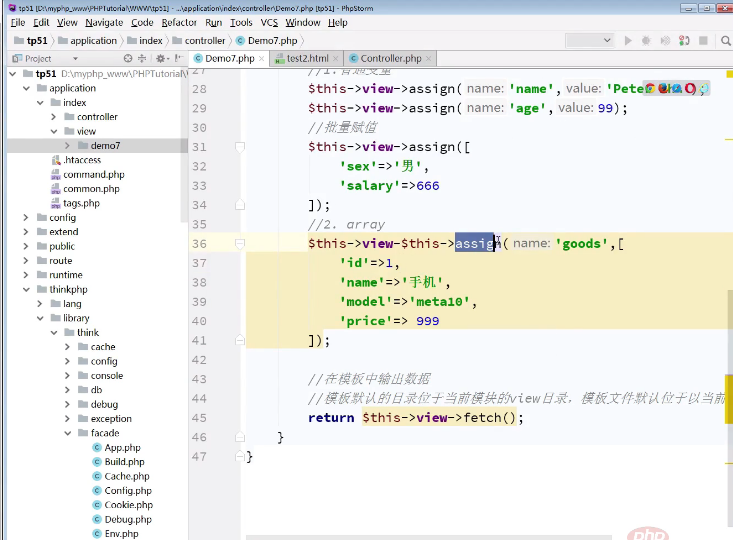 tp51 [D:\myphp_www\PHPTutorial\WWW\tp51] - ...\application\index\controller\Demo7.php [tp51] - PhpStorm
File Edit View Navigate Code Refactor Run Tools VCS Window Help
tp51 application index controller Demo7.php
Project
Demo7.php test2.html Controller.php
tp51 D:\myphp_www\PHPTutorial\
application
index
controller
view
demo7
.htaccess
command.php
common.php
tags.php
config
extend
public
route
runtime
thinkphp
lang
library
think
cache
config
console
db
debug
exception
facade
App.php
Build.php
Cache.php
Config.php
Cookie.php
Debug.php
Env.php
27 //1.普通变量
28 $this->view->assign( name: 'name', value: 'Pete
29 $this->view->assign( name: 'age', value: 99);
30 //批量赋值
31 $this->view->assign([
32 'sex'=>'男',
33 'salary'=>666
34 ]);
35 //2. array
36 $this->view-$this->assign( name: 'goods',[
37 'id'=>1,
38 'name'=>'手机',
39 'model'=>'meta10',
40 'price'=> 999
41 ]);
42
43 //在模板中输出数据
44 //模板默认的目录位于当前模块的view目录，模板文件默认位于以当前
45 return $this->view->fetch();
46 }
47 }
php